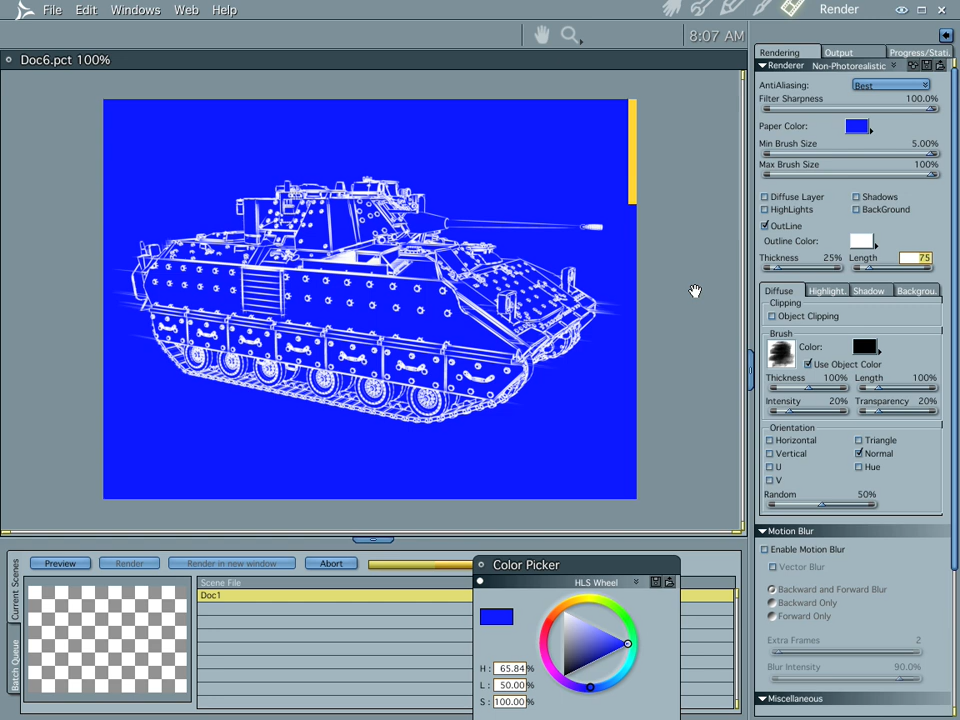 File Edit Windows Web Help
Render
8:07 AM
Doc6.pct 100%
Rendering Output Progress/Stati.
Renderer Non-Photorealistic
AntiAliasing: Best
Filter Sharpness 100.0%
Paper Color:
Min Brush Size 5.00%
Max Brush Size 100%
Diffuse Layer Shadows
HighLights BackGround
OutLine
Outline Color:
Thickness 25% Length 75
Diffuse Highlight. Shadow Backgrou.
Clipping
Object Clipping
Brush
Color:
Use Object Color
Thickness 100% Length 100%
Intensity 20% Transparency 20%
Orientation
Horizontal Triangle
Vertical Normal
U Hue
V
Random 50%
Motion Blur
Enable Motion Blur
Vector Blur
Backward and Forward Blur
Backward Only
Forward Only
Extra Frames 2
Blur Intensity 90.0%
Miscellaneous
Current Scenes
Batch Queue
Preview Render Render in new window Abort
Scene File
Doc1
Color Picker
HLS Wheel
H: 65.84%
L: 50.00%
S: 100.00%